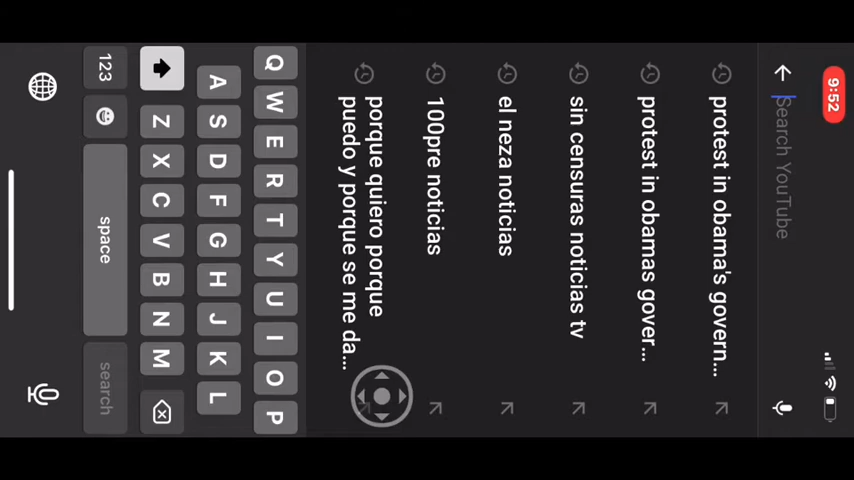 9:52
Search YouTube
protest in obama's govern...
protest in obamas gover...
sin censuras noticias tv
el neza noticias
100pre noticias
porque quiero porque
puedo y porque se me da...
Q W E R T Y U I O P
A S D F G H J K L
Z X C V B N M
123 space search